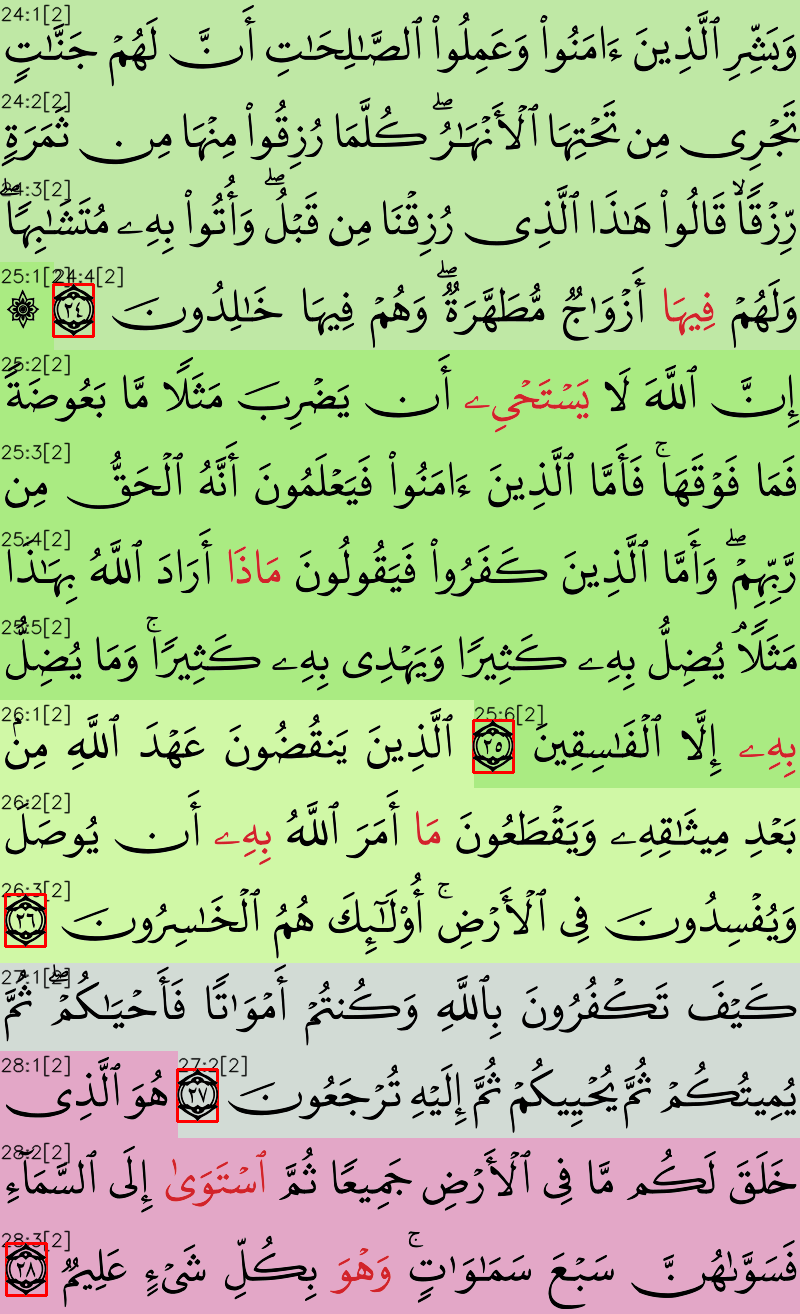 24:1[2]
وَبَشِّرِ ٱلَّذِينَ ءَامَنُواْ وَعَمِلُواْ ٱلصَّٰلِحَٰتِ أَنَّ لَهُمۡ جَنَّٰتٖ
24:2[2]
تَجۡرِي مِن تَحۡتِهَا ٱلۡأَنۡهَٰرُۖ كُلَّمَا رُزِقُواْ مِنۡهَا مِن ثَمَرَةٖ
24:3[2]
رِّزۡقٗاۙ قَالُواْ هَٰذَا ٱلَّذِي رُزِقۡنَا مِن قَبۡلُۖ وَأُتُواْ بِهِۦ مُتَشَٰبِهٗاۖ
25:1[2] 24:4[2]
وَلَهُمۡ فِيهَا أَزۡوَٰجٞ مُّطَهَّرَةٞۖ وَهُمۡ فِيهَا خَٰلِدُونَ ٢٤ ۞
25:2[2]
إِنَّ ٱللَّهَ لَا يَسۡتَحۡيِۦ أَن يَضۡرِبَ مَثَلٗا مَّا بَعُوضَةٗ
25:3[2]
فَمَا فَوۡقَهَاۚ فَأَمَّا ٱلَّذِينَ ءَامَنُواْ فَيَعۡلَمُونَ أَنَّهُ ٱلۡحَقُّ مِن
25:4[2]
رَّبِّهِمۡۖ وَأَمَّا ٱلَّذِينَ كَفَرُواْ فَيَقُولُونَ مَاذَا أَرَادَ ٱللَّهُ بِهَٰذَا
25:5[2]
مَثَلٗاۘ يُضِلُّ بِهِۦ كَثِيرٗا وَيَهۡدِي بِهِۦ كَثِيرٗاۚ وَمَا يُضِلُّ
26:1[2] 25:6[2]
بِهِۦ إِلَّا ٱلۡفَٰسِقِينَ ٢٥ ٱلَّذِينَ يَنقُضُونَ عَهۡدَ ٱللَّهِ مِنۢ
26:2[2]
بَعۡدِ مِيثَٰقِهِۦ وَيَقۡطَعُونَ مَا أَمَرَ ٱللَّهُ بِهِۦ أَن يُوصَلَ
26:3[2]
وَيُفۡسِدُونَ فِي ٱلۡأَرۡضِۚ أُوْلَٰٓئِكَ هُمُ ٱلۡخَٰسِرُونَ ٢٦
27:1[2]
كَيۡفَ تَكۡفُرُونَ بِٱللَّهِ وَكُنتُمۡ أَمۡوَٰتٗا فَأَحۡيَٰكُمۡۖ ثُمَّ
28:1[2] 27:2[2]
يُمِيتُكُمۡ ثُمَّ يُحۡيِيكُمۡ ثُمَّ إِلَيۡهِ تُرۡجَعُونَ ٢٧ هُوَ ٱلَّذِي
28:2[2]
خَلَقَ لَكُم مَّا فِي ٱلۡأَرۡضِ جَمِيعٗا ثُمَّ ٱسۡتَوَىٰ إِلَى ٱلسَّمَآءِ
28:3[2]
فَسَوَّىٰهُنَّ سَبۡعَ سَمَٰوَٰتٖۚ وَهۡوَ بِكُلِّ شَيۡءٍ عَلِيمٞ ٢٨